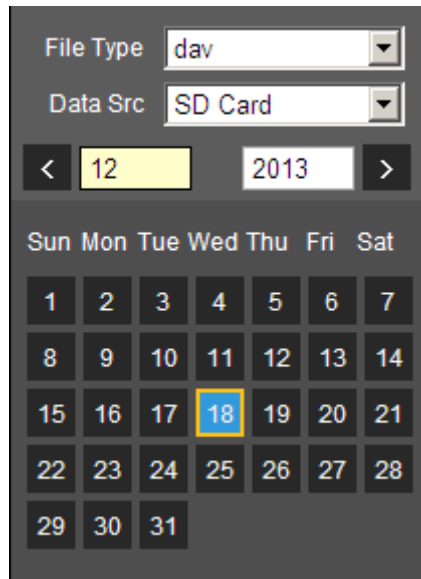 File Type dav
Data Src SD Card
< 12 2013 >
Sun Mon Tue Wed Thu Fri Sat
1 2 3 4 5 6 7
8 9 10 11 12 13 14
15 16 17 18 19 20 21
22 23 24 25 26 27 28
29 30 31